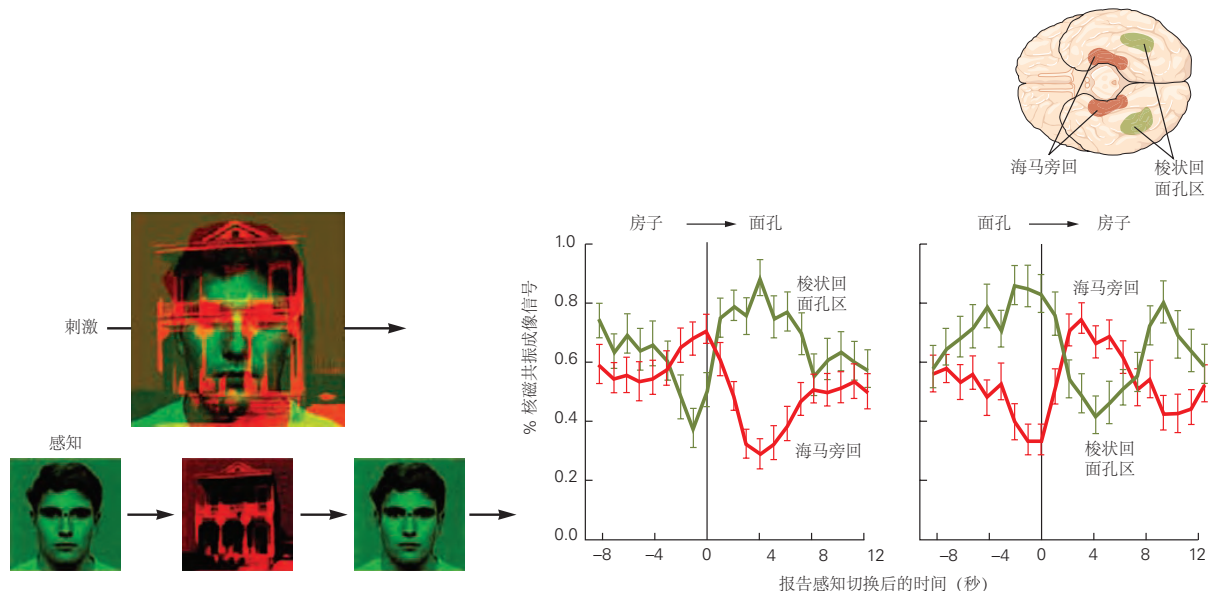 海马旁回
梭状回
面孔区
刺激
感知
房子
面孔
% 核磁共振成像信号
1.0
0.8
0.6
0.4
0.2
0.0
梭状回
面孔区
海马旁回
−8
−4
0
4
8
12
面孔
房子
海马旁回
梭状回
面孔区
−8
−4
0
4
8
12
报告感知切换后的时间（秒）